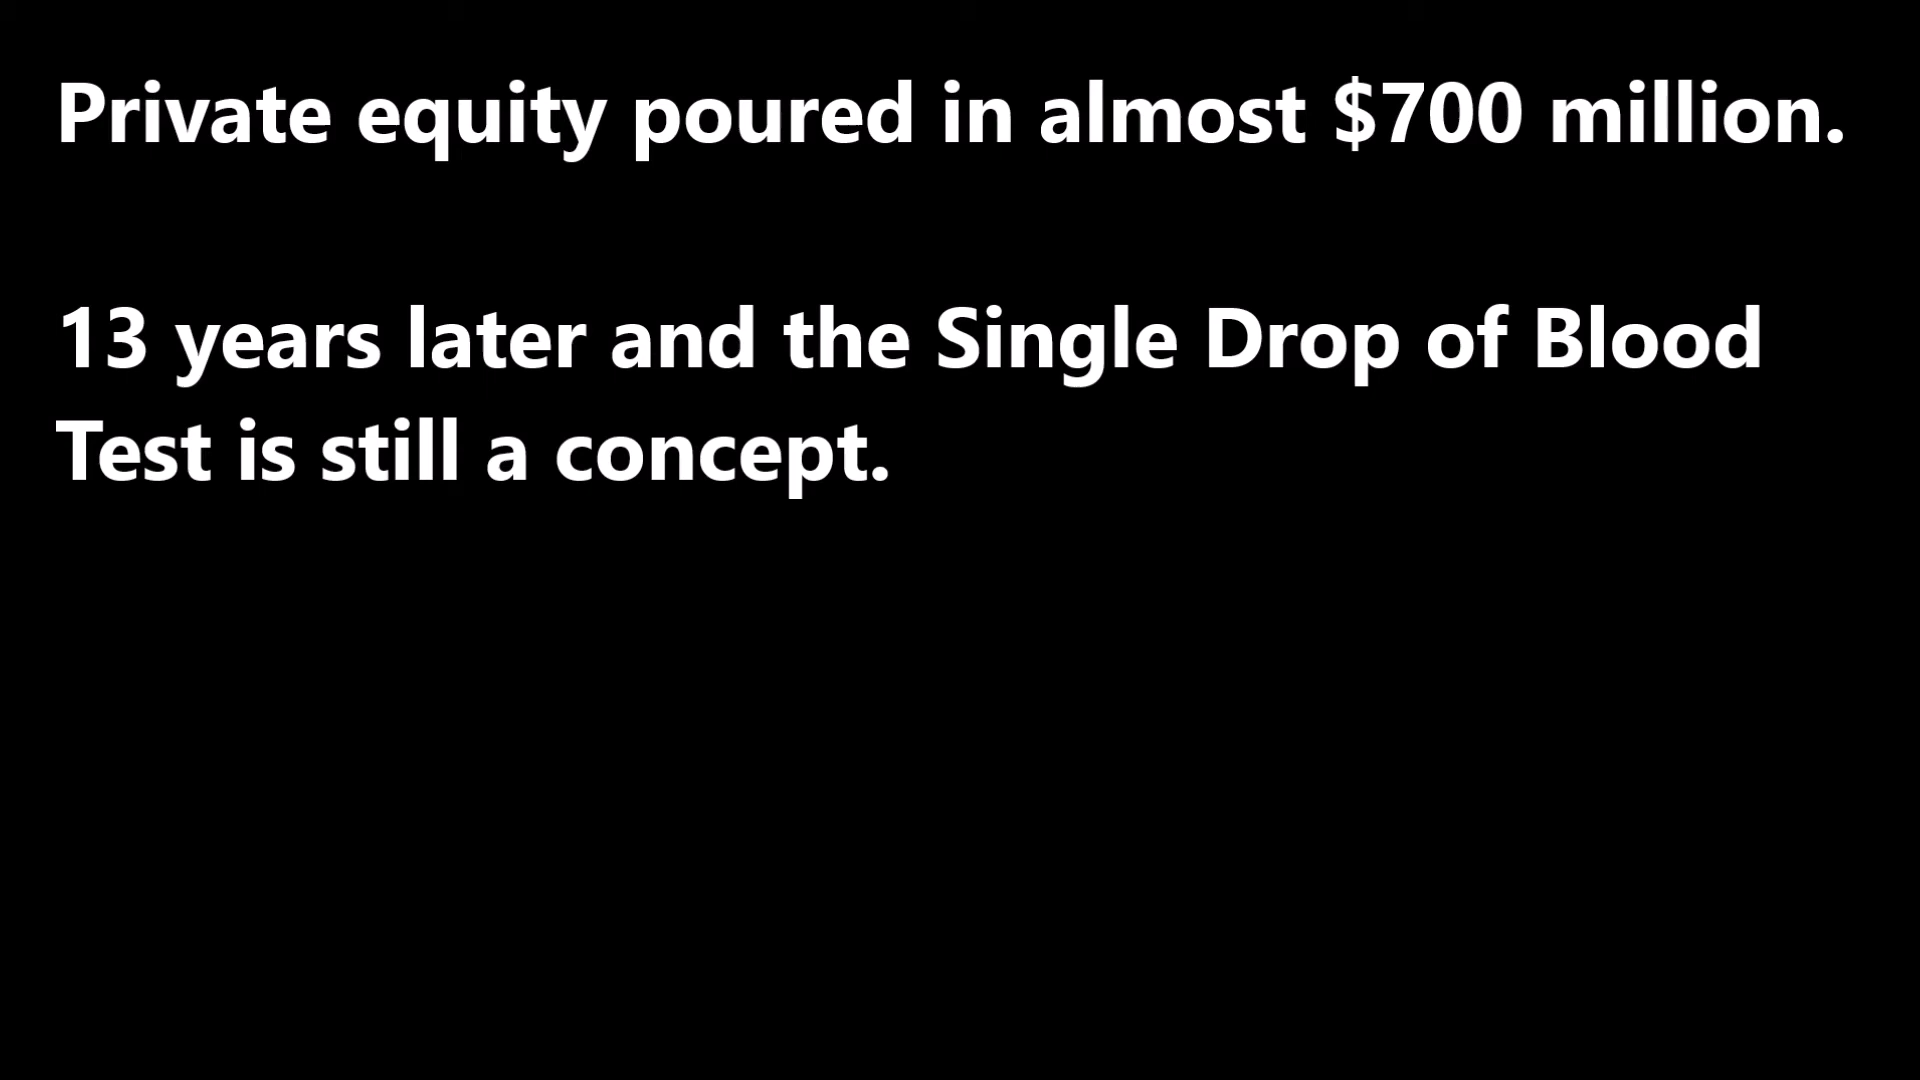 Private equity poured in almost $700 million.
13 years later and the Single Drop of Blood
Test is still a concept.